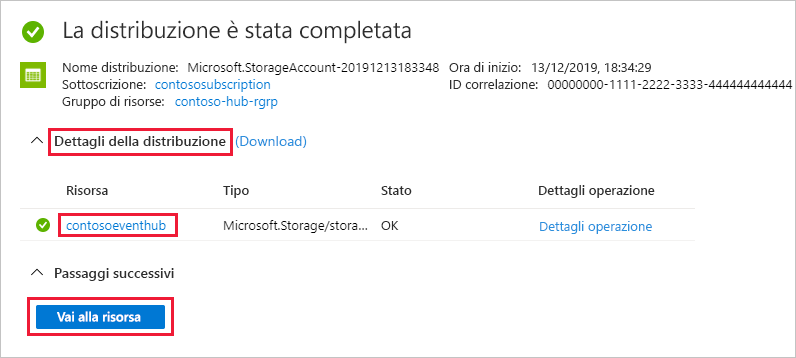 La distribuzione è stata completata
Nome distribuzione: Microsoft.StorageAccount-20191213183348 Ora di inizio: 13/12/2019, 18:34:29
Sottoscrizione: contososubscription ID correlazione: 00000000-1111-2222-3333-444444444444
Gruppo di risorse: contoso-hub-rgrp
Dettagli della distribuzione (Download)
Risorsa Tipo Stato Dettagli operazione
contosoeventhub Microsoft.Storage/stora... OK Dettagli operazione
Passaggi successivi
Vai alla risorsa